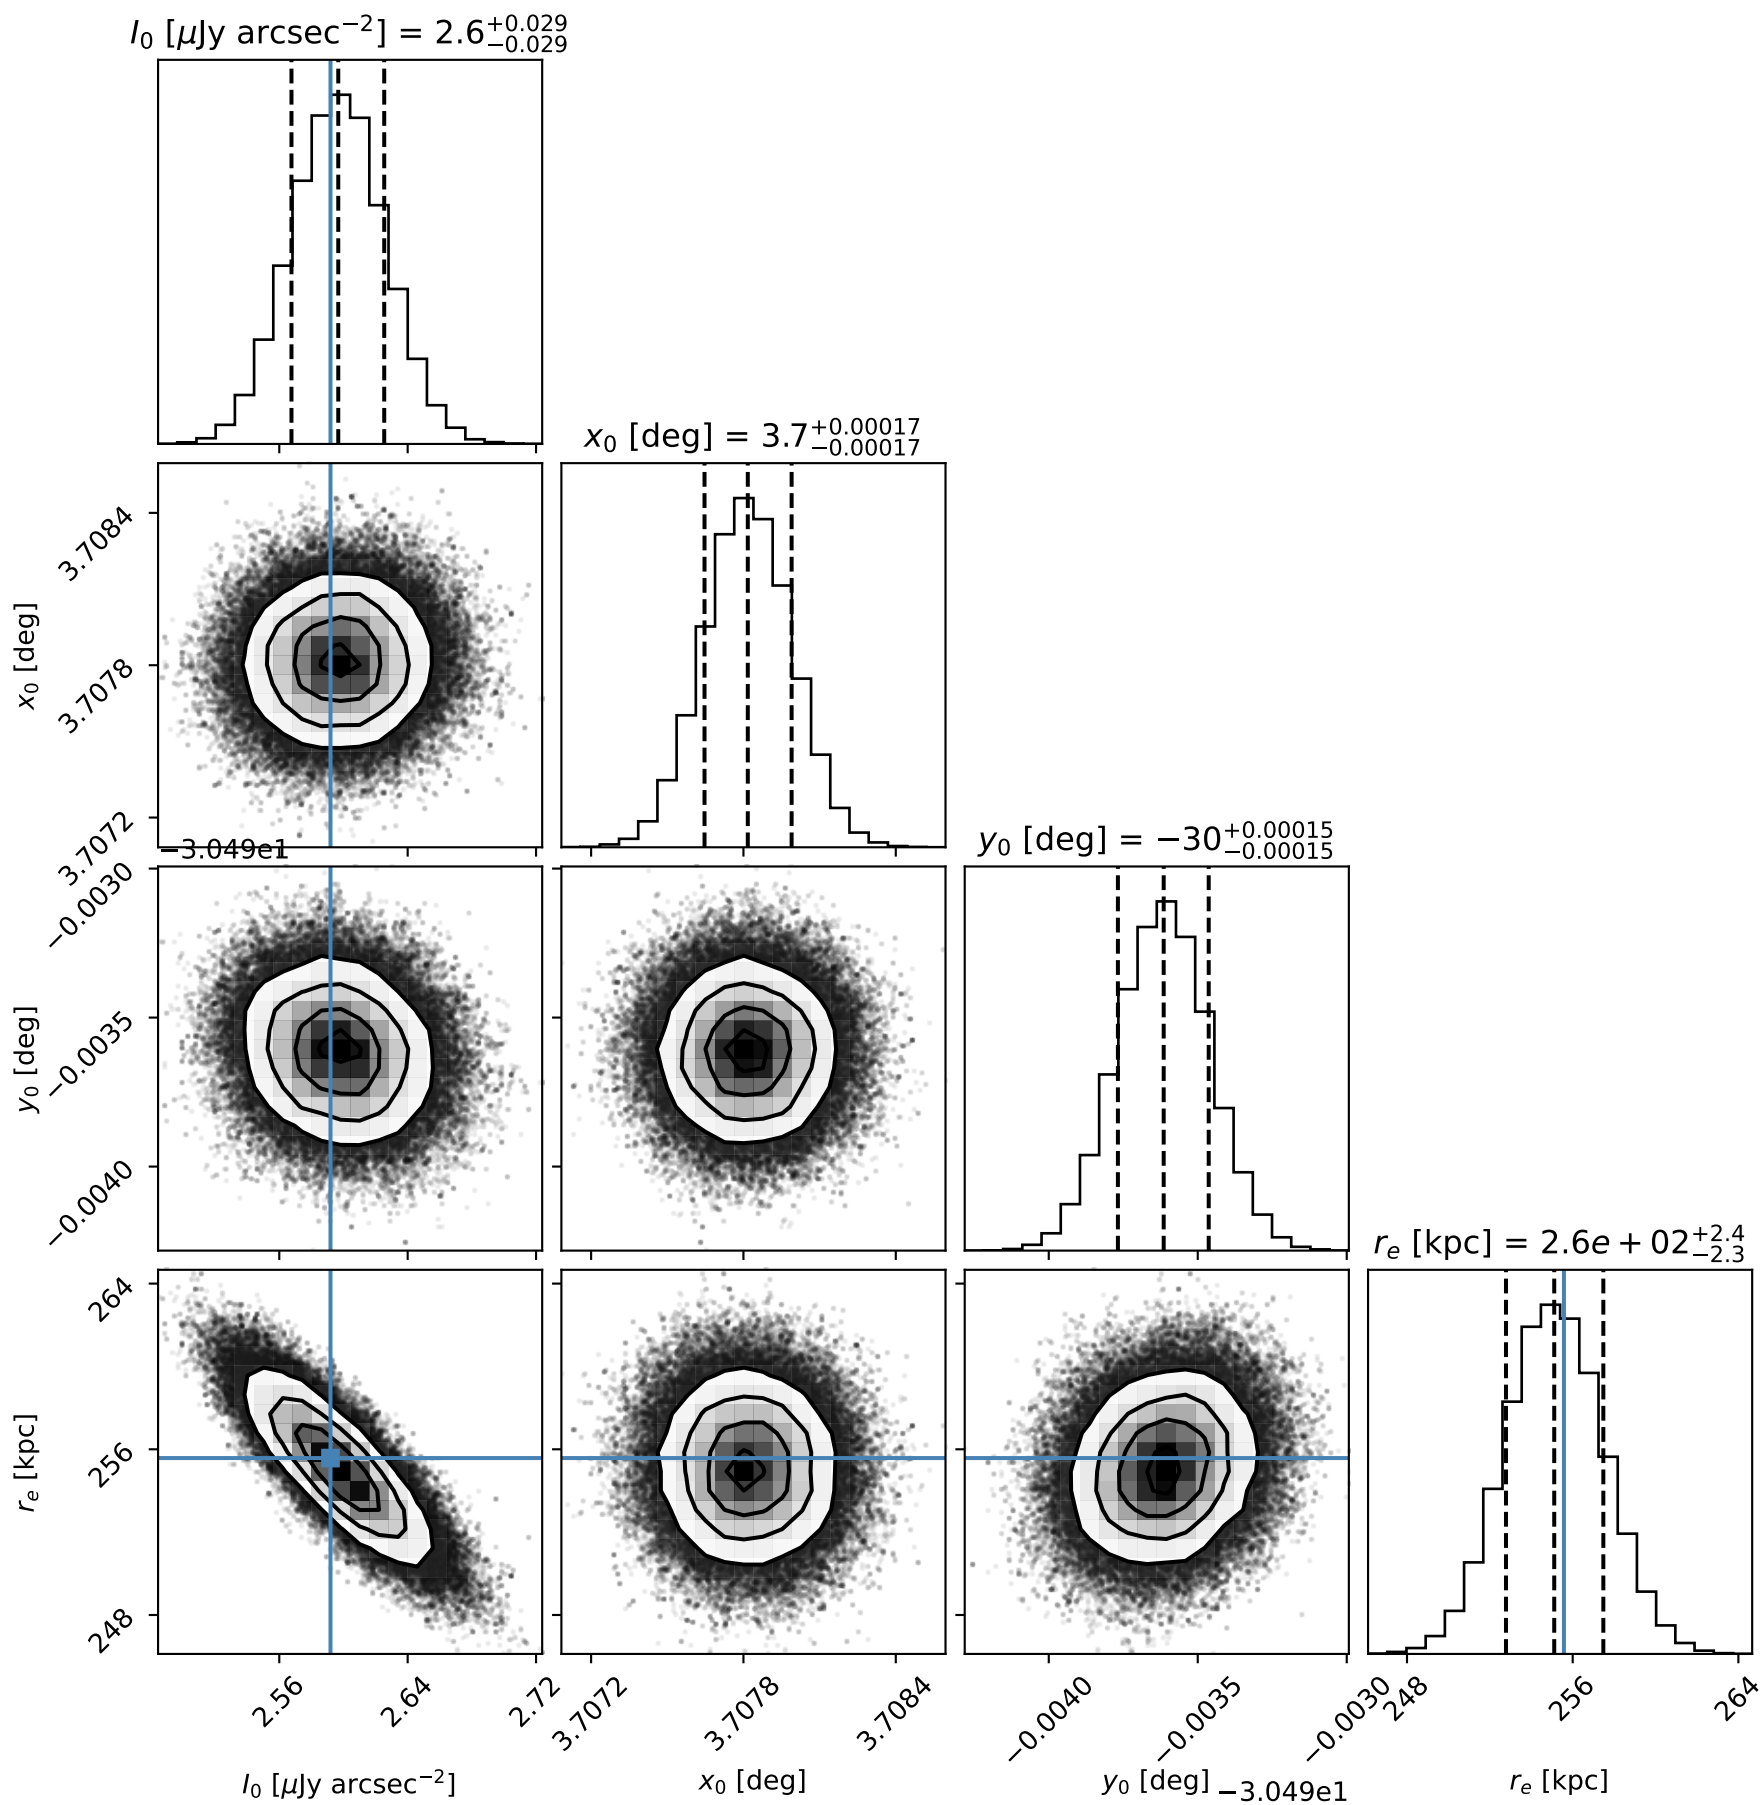 I₀ [μJy arcsec⁻²] = 2.6 +0.029 −0.029
x₀ [deg] = 3.7 +0.00017 −0.00017
3.7084
3.7078
3.7072
x₀ [deg]
−3.049e1
y₀ [deg] = −30 +0.00015 −0.00015
−0.0030
−0.0035
−0.0040
y₀ [deg]
rₑ [kpc] = 2.6e + 02 +2.4 −2.3
264
256
248
rₑ [kpc]
2.56 2.64 2.72 3.7072 3.7078 3.7084 −0.0040 −0.0035 −0.0030 248 256 264
I₀ [μJy arcsec⁻²] x₀ [deg] y₀ [deg] −3.049e1 rₑ [kpc]